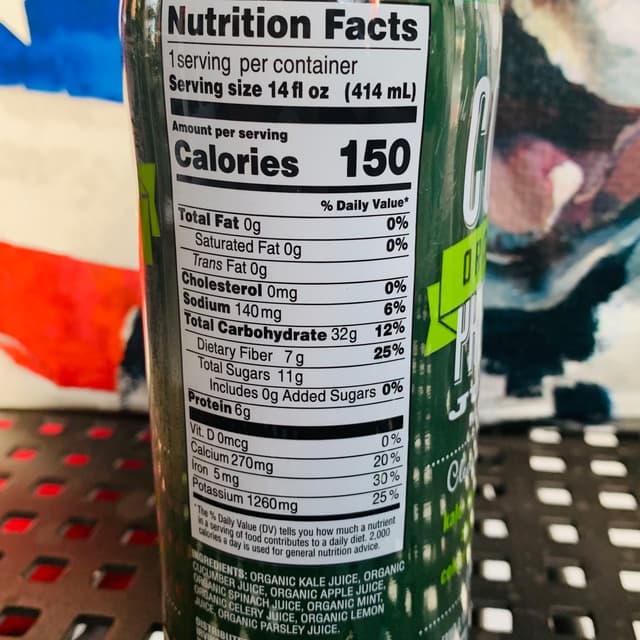 Nutrition Facts
1 serving per container
Serving size 14 fl oz (414 mL)
Amount per serving
Calories 150
% Daily Value*
Total Fat 0g 0%
Saturated Fat 0g 0%
Trans Fat 0g
Cholesterol 0mg 0%
Sodium 140mg 6%
Total Carbohydrate 32g 12%
Dietary Fiber 7g 25%
Total Sugars 11g
Includes 0g Added Sugars 0%
Protein 6g
Vit. D 0mcg 0%
Calcium 270mg 20%
Iron 5mg 30%
Potassium 1260mg 25%
*The % Daily Value (DV) tells you how much a nutrient
in a serving of food contributes to a daily diet. 2,000
calories a day is used for general nutrition advice.
INGREDIENTS: ORGANIC KALE JUICE, ORGANIC
CUCUMBER JUICE, ORGANIC APPLE JUICE,
ORGANIC SPINACH JUICE, ORGANIC MINT,
ORGANIC CELERY JUICE, ORGANIC LEMON
JUICE, ORGANIC PARSLEY JUICE.